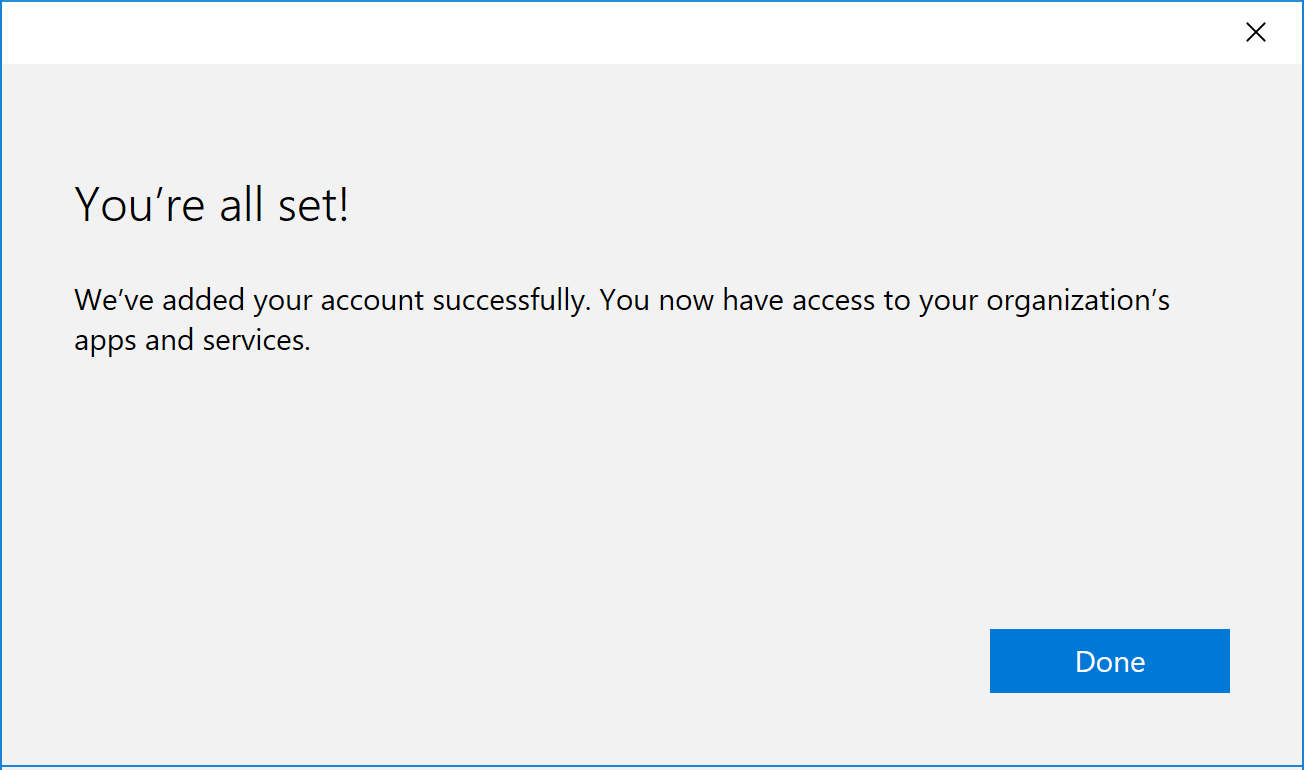 You’re all set!
We’ve added your account successfully. You now have access to your organization’s
apps and services.
Done